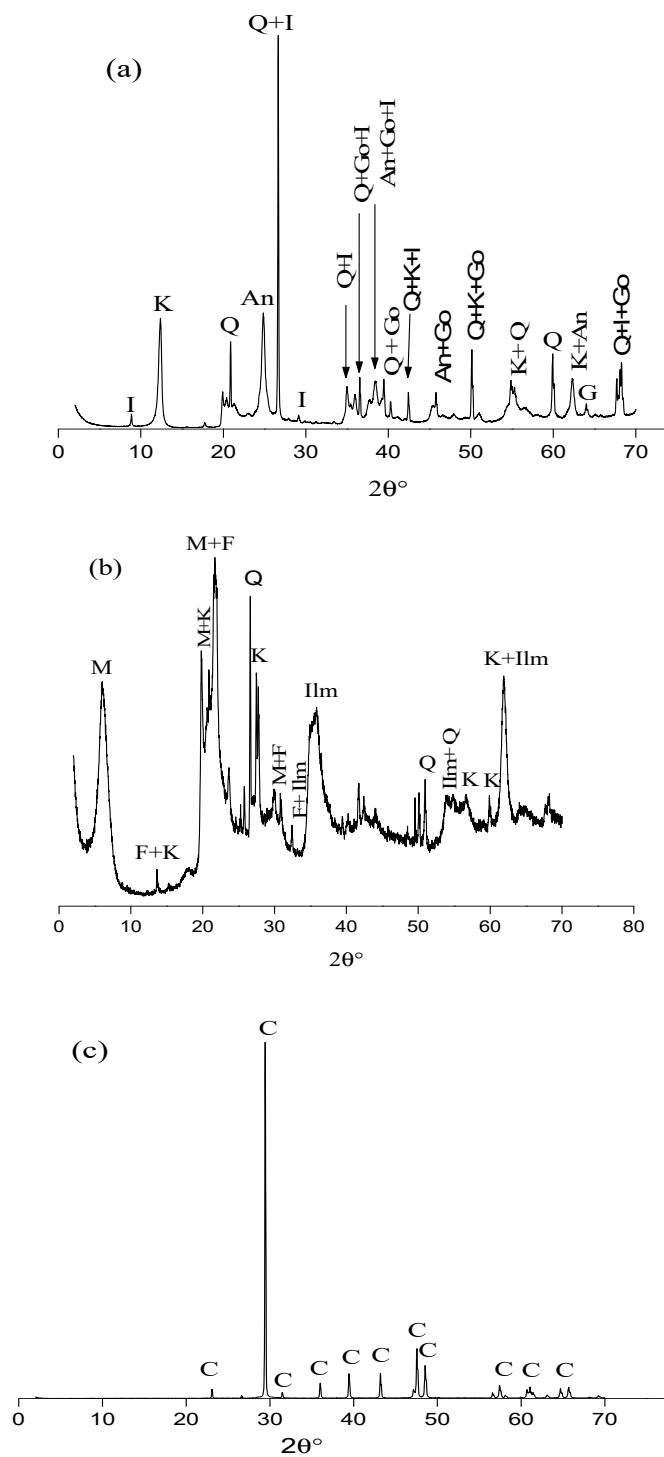 (a)
Q+I
K
I
Q
An
I
Q+I
Q+Go+I
An+Go+I
Q+Go
Q+K+I
An+Go
Q+K+Go
K+Q
Q
K+An
G
Q+I+Go
0 10 20 30 40 50 60 70
2θ°
(b)
M
F+K
M+K
M+F
Q
K
M+F
F+Ilm
Ilm
Q
Ilm+Q
K
K
K+Ilm
0 10 20 30 40 50 60 70 80
2θ°
(c)
C
C
C
C
C
C
C
C
C
C
C
0 10 20 30 40 50 60 70
2θ°